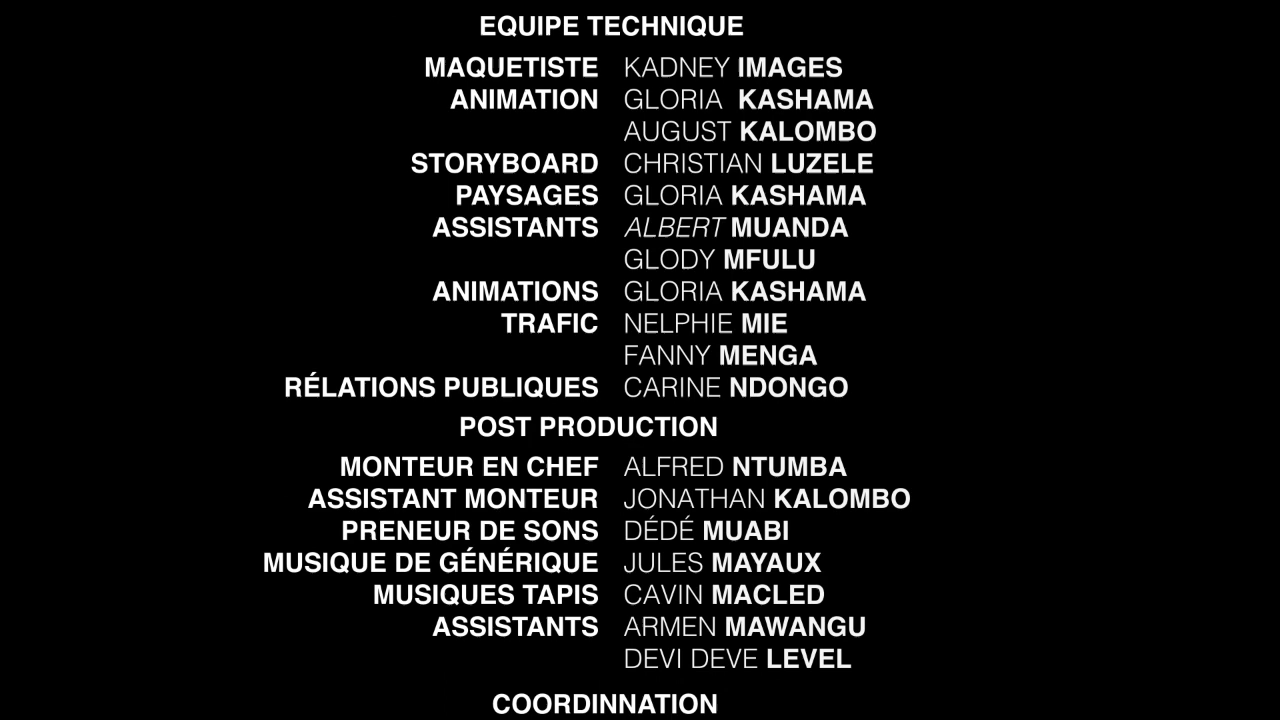 EQUIPE TECHNIQUE
MAQUETISTE KADNEY IMAGES
ANIMATION GLORIA KASHAMA
AUGUST KALOMBO
STORYBOARD CHRISTIAN LUZELE
PAYSAGES GLORIA KASHAMA
ASSISTANTS ALBERT MUANDA
GLODY MFULU
ANIMATIONS GLORIA KASHAMA
TRAFIC NELPHIE MIE
FANNY MENGA
RÉLATIONS PUBLIQUES CARINE NDONGO
POST PRODUCTION
MONTEUR EN CHEF ALFRED NTUMBA
ASSISTANT MONTEUR JONATHAN KALOMBO
PRENEUR DE SONS DÉDÉ MUABI
MUSIQUE DE GÉNÉRIQUE JULES MAYAUX
MUSIQUES TAPIS CAVIN MACLED
ASSISTANTS ARMEN MAWANGU
DEVI DEVE LEVEL
COORDINNATION